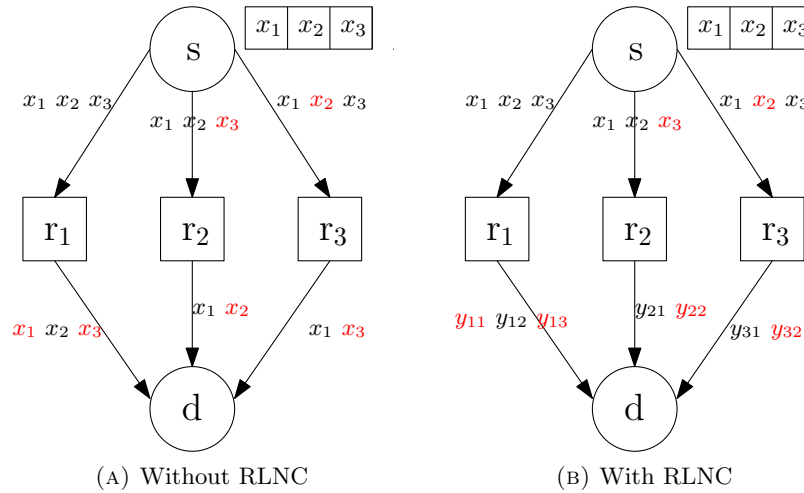 s x₁ x₂ x₃
x₁ x₂ x₃
x₁ x₂ x₃
x₁ x₂ x₃
r₁ r₂ r₃
x₁ x₂ x₃
x₁ x₂
x₁ x₃
d
(A) Without RLNC
s x₁ x₂ x₃
x₁ x₂ x₃
x₁ x₂ x₃
x₁ x₂ x₃
r₁ r₂ r₃
y₁₁ y₁₂ y₁₃
y₂₁ y₂₂
y₃₁ y₃₂
d
(B) With RLNC